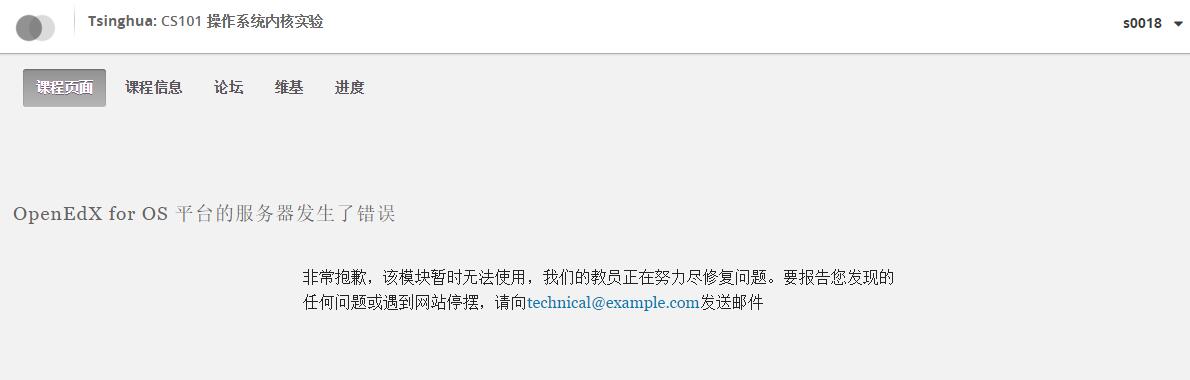 Tsinghua: CS101 操作系统内核实验
s0018
课程页面 课程信息 论坛 维基 进度
OpenEdX for OS 平台的服务器发生了错误
非常抱歉，该模块暂时无法使用，我们的教员正在努力尽修复问题。要报告您发现的
任何问题或遇到网站停摆，请向technical@example.com发送邮件